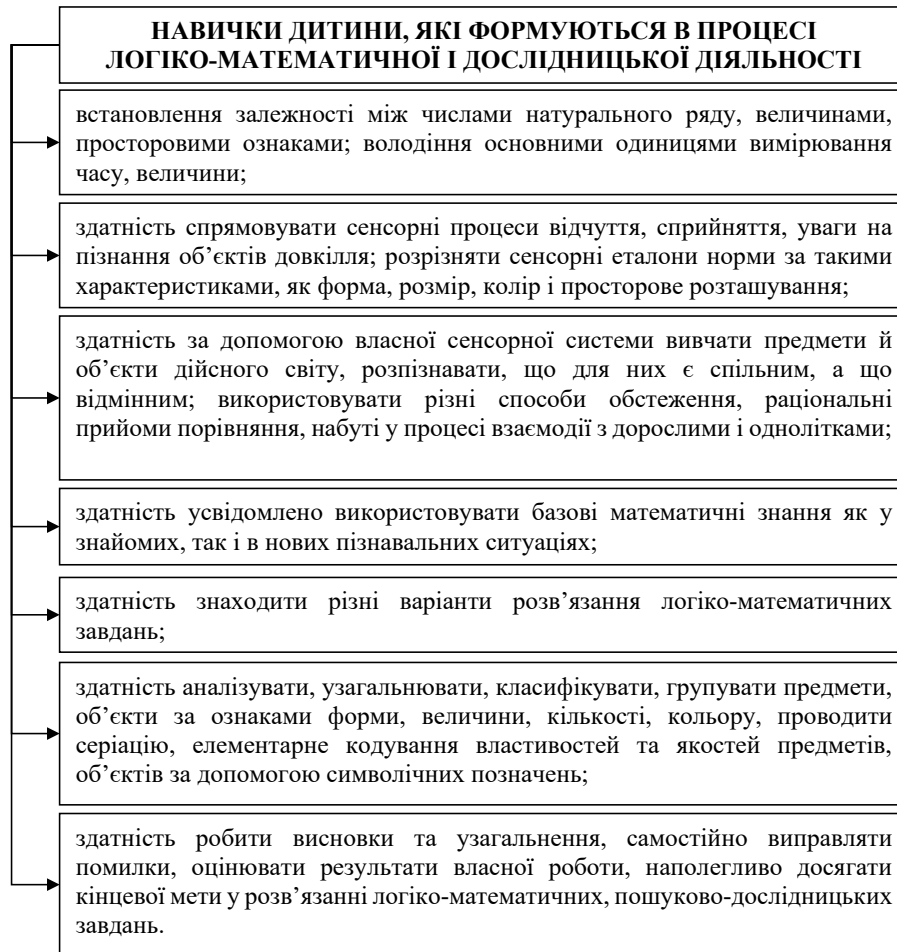 НАВИЧКИ ДИТИНИ, ЯКІ ФОРМУЮТЬСЯ В ПРОЦЕСІ
ЛОГІКО-МАТЕМАТИЧНОЇ І ДОСЛІДНИЦЬКОЇ ДІЯЛЬНОСТІ
встановлення залежності між числами натурального ряду, величинами,
просторовими ознаками; володіння основними одиницями вимірювання
часу, величини;
здатність спрямовувати сенсорні процеси відчуття, сприйняття, уваги на
пізнання об’єктів довкілля; розрізняти сенсорні еталони норми за такими
характеристиками, як форма, розмір, колір і просторове розташування;
здатність за допомогою власної сенсорної системи вивчати предмети й
об’єкти дійсного світу, розпізнавати, що для них є спільним, а що
відмінним; використовувати різні способи обстеження, раціональні
прийоми порівняння, набуті у процесі взаємодії з дорослими і однолітками;
здатність усвідомлено використовувати базові математичні знання як у
знайомих, так і в нових пізнавальних ситуаціях;
здатність знаходити різні варіанти розв’язання логіко-математичних
завдань;
здатність аналізувати, узагальнювати, класифікувати, групувати предмети,
об’єкти за ознаками форми, величини, кількості, кольору, проводити
серіацію, елементарне кодування властивостей та якостей предметів,
об’єктів за допомогою символічних позначень;
здатність робити висновки та узагальнення, самостійно виправляти
помилки, оцінювати результати власної роботи, наполегливо досягати
кінцевої мети у розв’язанні логіко-математичних, пошуково-дослідницьких
завдань.